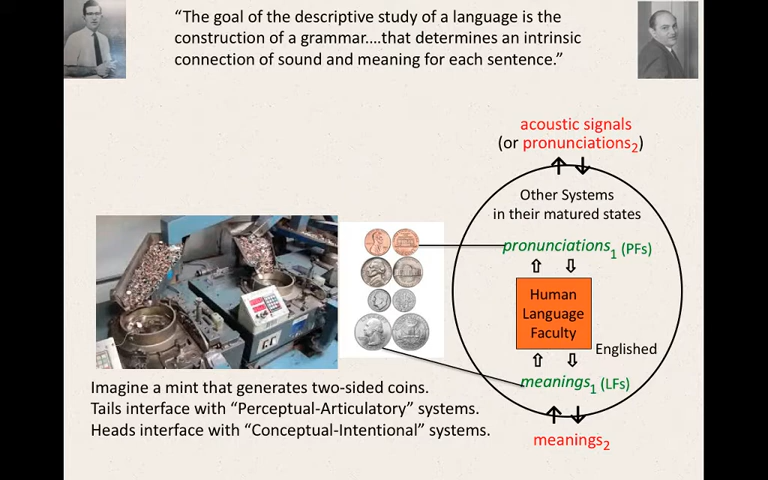 “The goal of the descriptive study of a language is the
construction of a grammar....that determines an intrinsic
connection of sound and meaning for each sentence.”
acoustic signals
(or pronunciations2)
Other Systems
in their matured states
pronunciations1 (PFs)
Human
Language
Faculty
Englished
meanings1 (LFs)
meanings2
Imagine a mint that generates two-sided coins.
Tails interface with “Perceptual-Articulatory” systems.
Heads interface with “Conceptual-Intentional” systems.